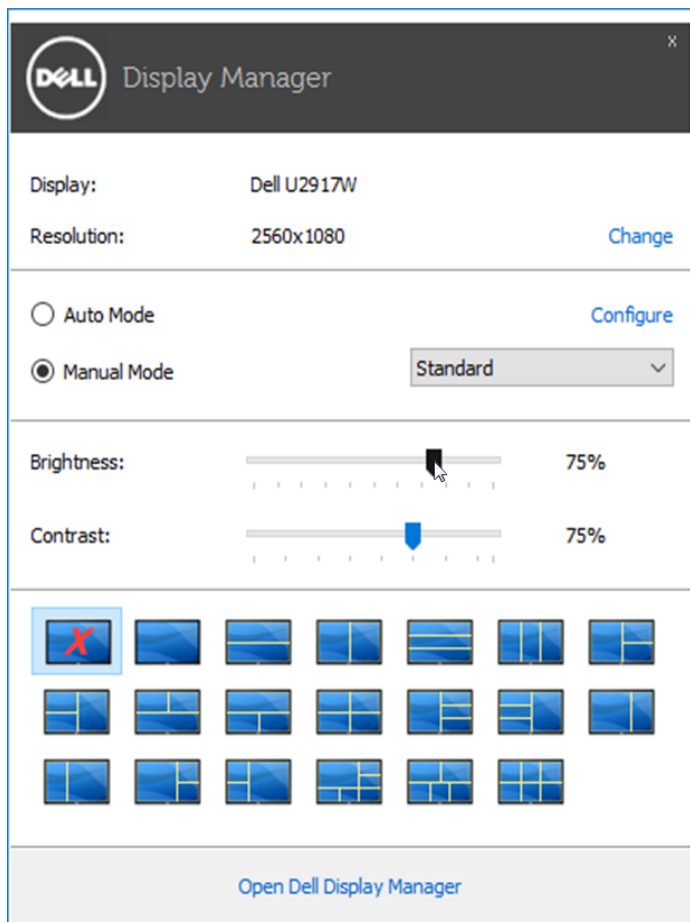 DELL Display Manager x
Display: Dell U2917W
Resolution: 2560x1080 Change
Auto Mode Configure
Manual Mode Standard
Brightness: 75%
Contrast: 75%
X
Open Dell Display Manager